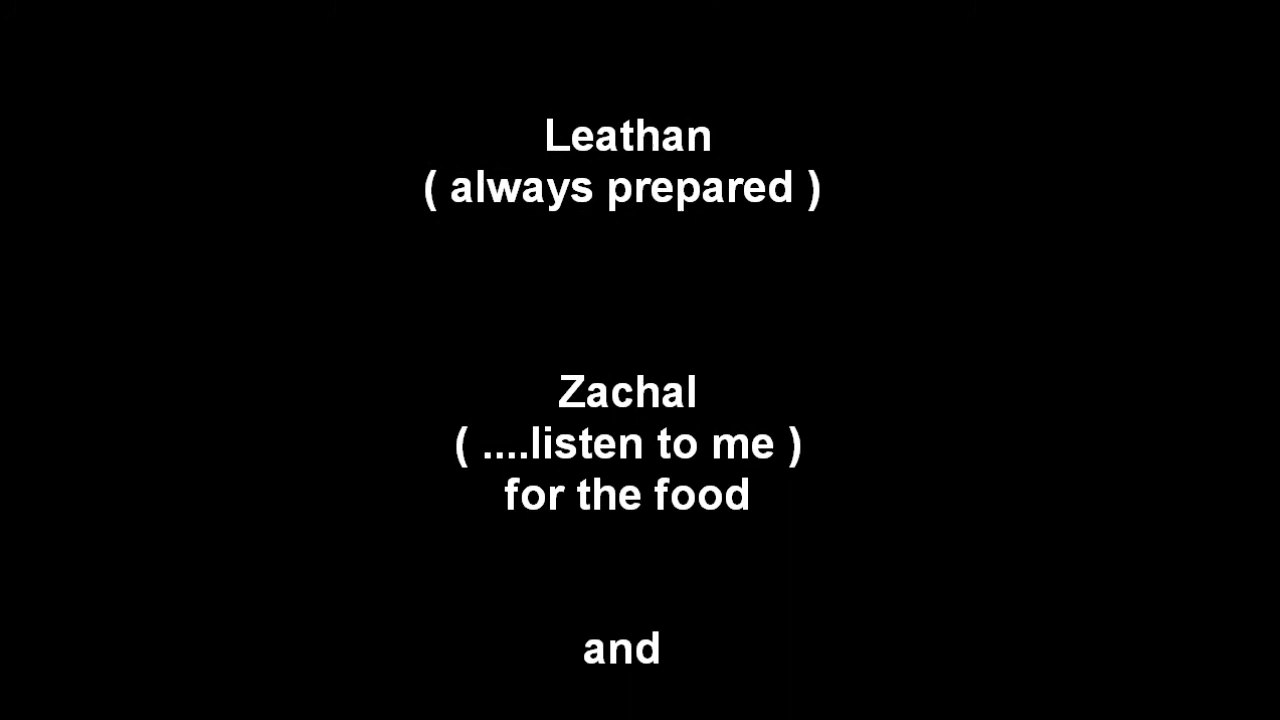 Leathan
( always prepared )
Zachal
( ....listen to me )
for the food
and